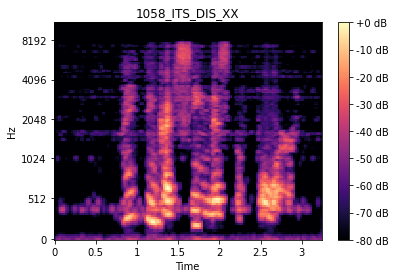 1058_ITS_DIS_XX
Hz
8192
4096
2048
1024
512
0
0 0.5 1 1.5 2 2.5 3
Time
+0 dB
-10 dB
-20 dB
-30 dB
-40 dB
-50 dB
-60 dB
-70 dB
-80 dB